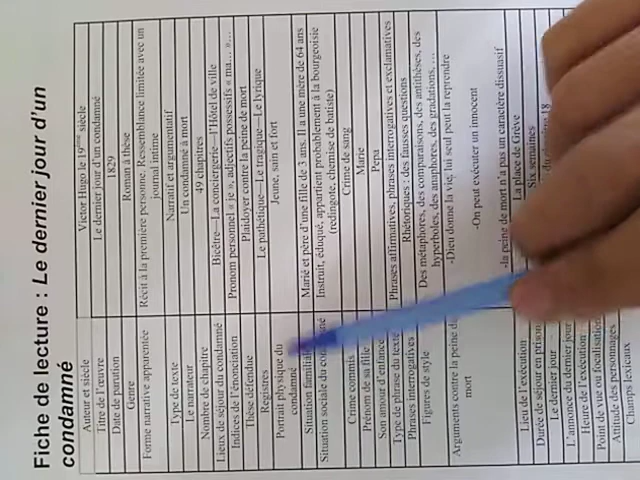 Fiche de lecture : Le dernier jour d'un
condamné
Auteur et siècle Victor Hugo le 19ème siècle
Titre de l'œuvre Le dernier jour d'un condamné
Date de parution 1829
Genre Roman à thèse
Forme narrative apparentée Récit à la première personne. Ressemblance limitée avec un
journal intime
Type de texte Narratif et argumentatif
Le narrateur Un condamné à mort
Nombre de chapitre 49 chapitres
Lieux de séjour du condamné Bicêtre—La conciergerie—l'Hôtel de ville
Indices de l'énonciation Pronom personnel « je », adjectifs possessifs « ma… »…
Thèse défendue Plaidoyer contre la peine de mort
Registres Le pathétique—Le tragique—Le lyrique
Portrait physique du
condamné Jeune, sain et fort
Situation familiale Marié et père d'une fille de 3 ans. Il a une mère de 64 ans
Situation sociale du condamné Instruit, éduqué, appartient probablement à la bourgeoisie
(redingote, chemise de batiste)
Crime commis Crime de sang
Prénom de sa fille Marie
Son amour d'enfance Pepa
Type de phrase du texte Phrases affirmatives, phrases interrogatives et exclamatives
Phrases interrogatives Rhétoriques : des fausses questions
Figures de style Des métaphores, des comparaisons, des antithèses, des
hyperboles, des anaphores, des gradations, …
Arguments contre la peine de
mort -Dieu donne la vie, lui seul peut la reprendre
-On peut exécuter un innocent
-la peine de mort n'a pas un caractère dissuasif
Lieu de l'exécution La place de Grève
Durée de séjour en prison Six semaines
Le dernier jour
L'annonce du dernier jour 18
Heure de l'exécution
Point de vue ou focalisation
Attitude des personnages
Champs lexicaux